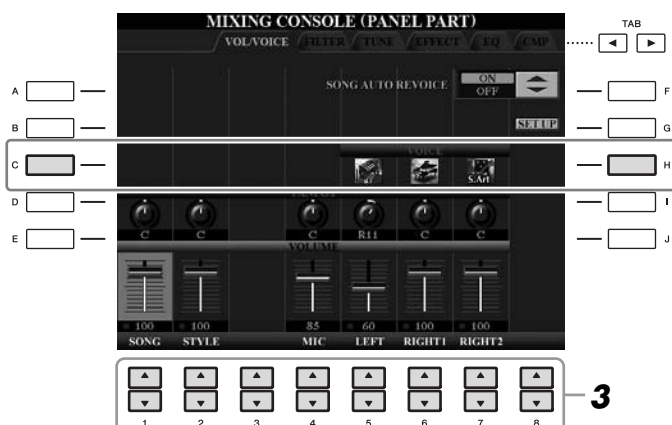 MIXING CONSOLE (PANEL PART)
TAB
VOL/VOICE FILTER TUNE EFFECT EQ CMP
A SONG AUTO REVOICE ON F
OFF
B SETUP G
VOICE
C S.Art H
PANPOT
D I
C C C R11 C C
E J
VOLUME
100 100 85 60 100 100
SONG STYLE MIC LEFT RIGHT1 RIGHT2
3
1 2 3 4 5 6 7 8